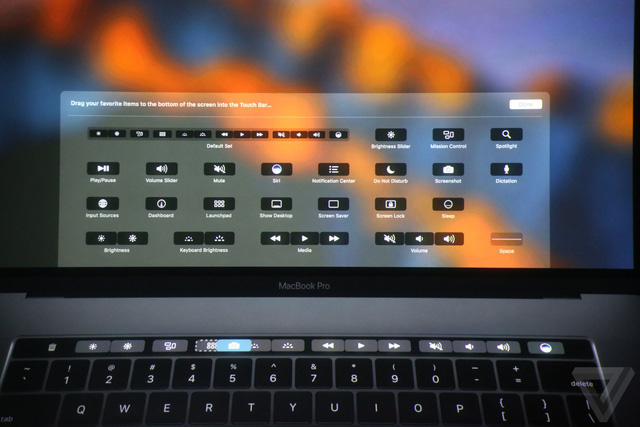 Drag your favorite items to the bottom of the screen into the Touch Bar...
Done
Default Set
Brightness Slider
Mission Control
Spotlight
Play/Pause
Volume Slider
Mute
Siri
Notification Center
Do Not Disturb
Screenshot
Dictation
Input Sources
Dashboard
Launchpad
Show Desktop
Screen Saver
Screen Lock
Sleep
Brightness
Keyboard Brightness
Media
Volume
Space
MacBook Pro
~ ! @ # $ % ^ & * ( ) - +
` 1 2 3 4 5 6 7 8 9 0 - = delete
tab Q W E R T Y U I O P { [ } ] | \